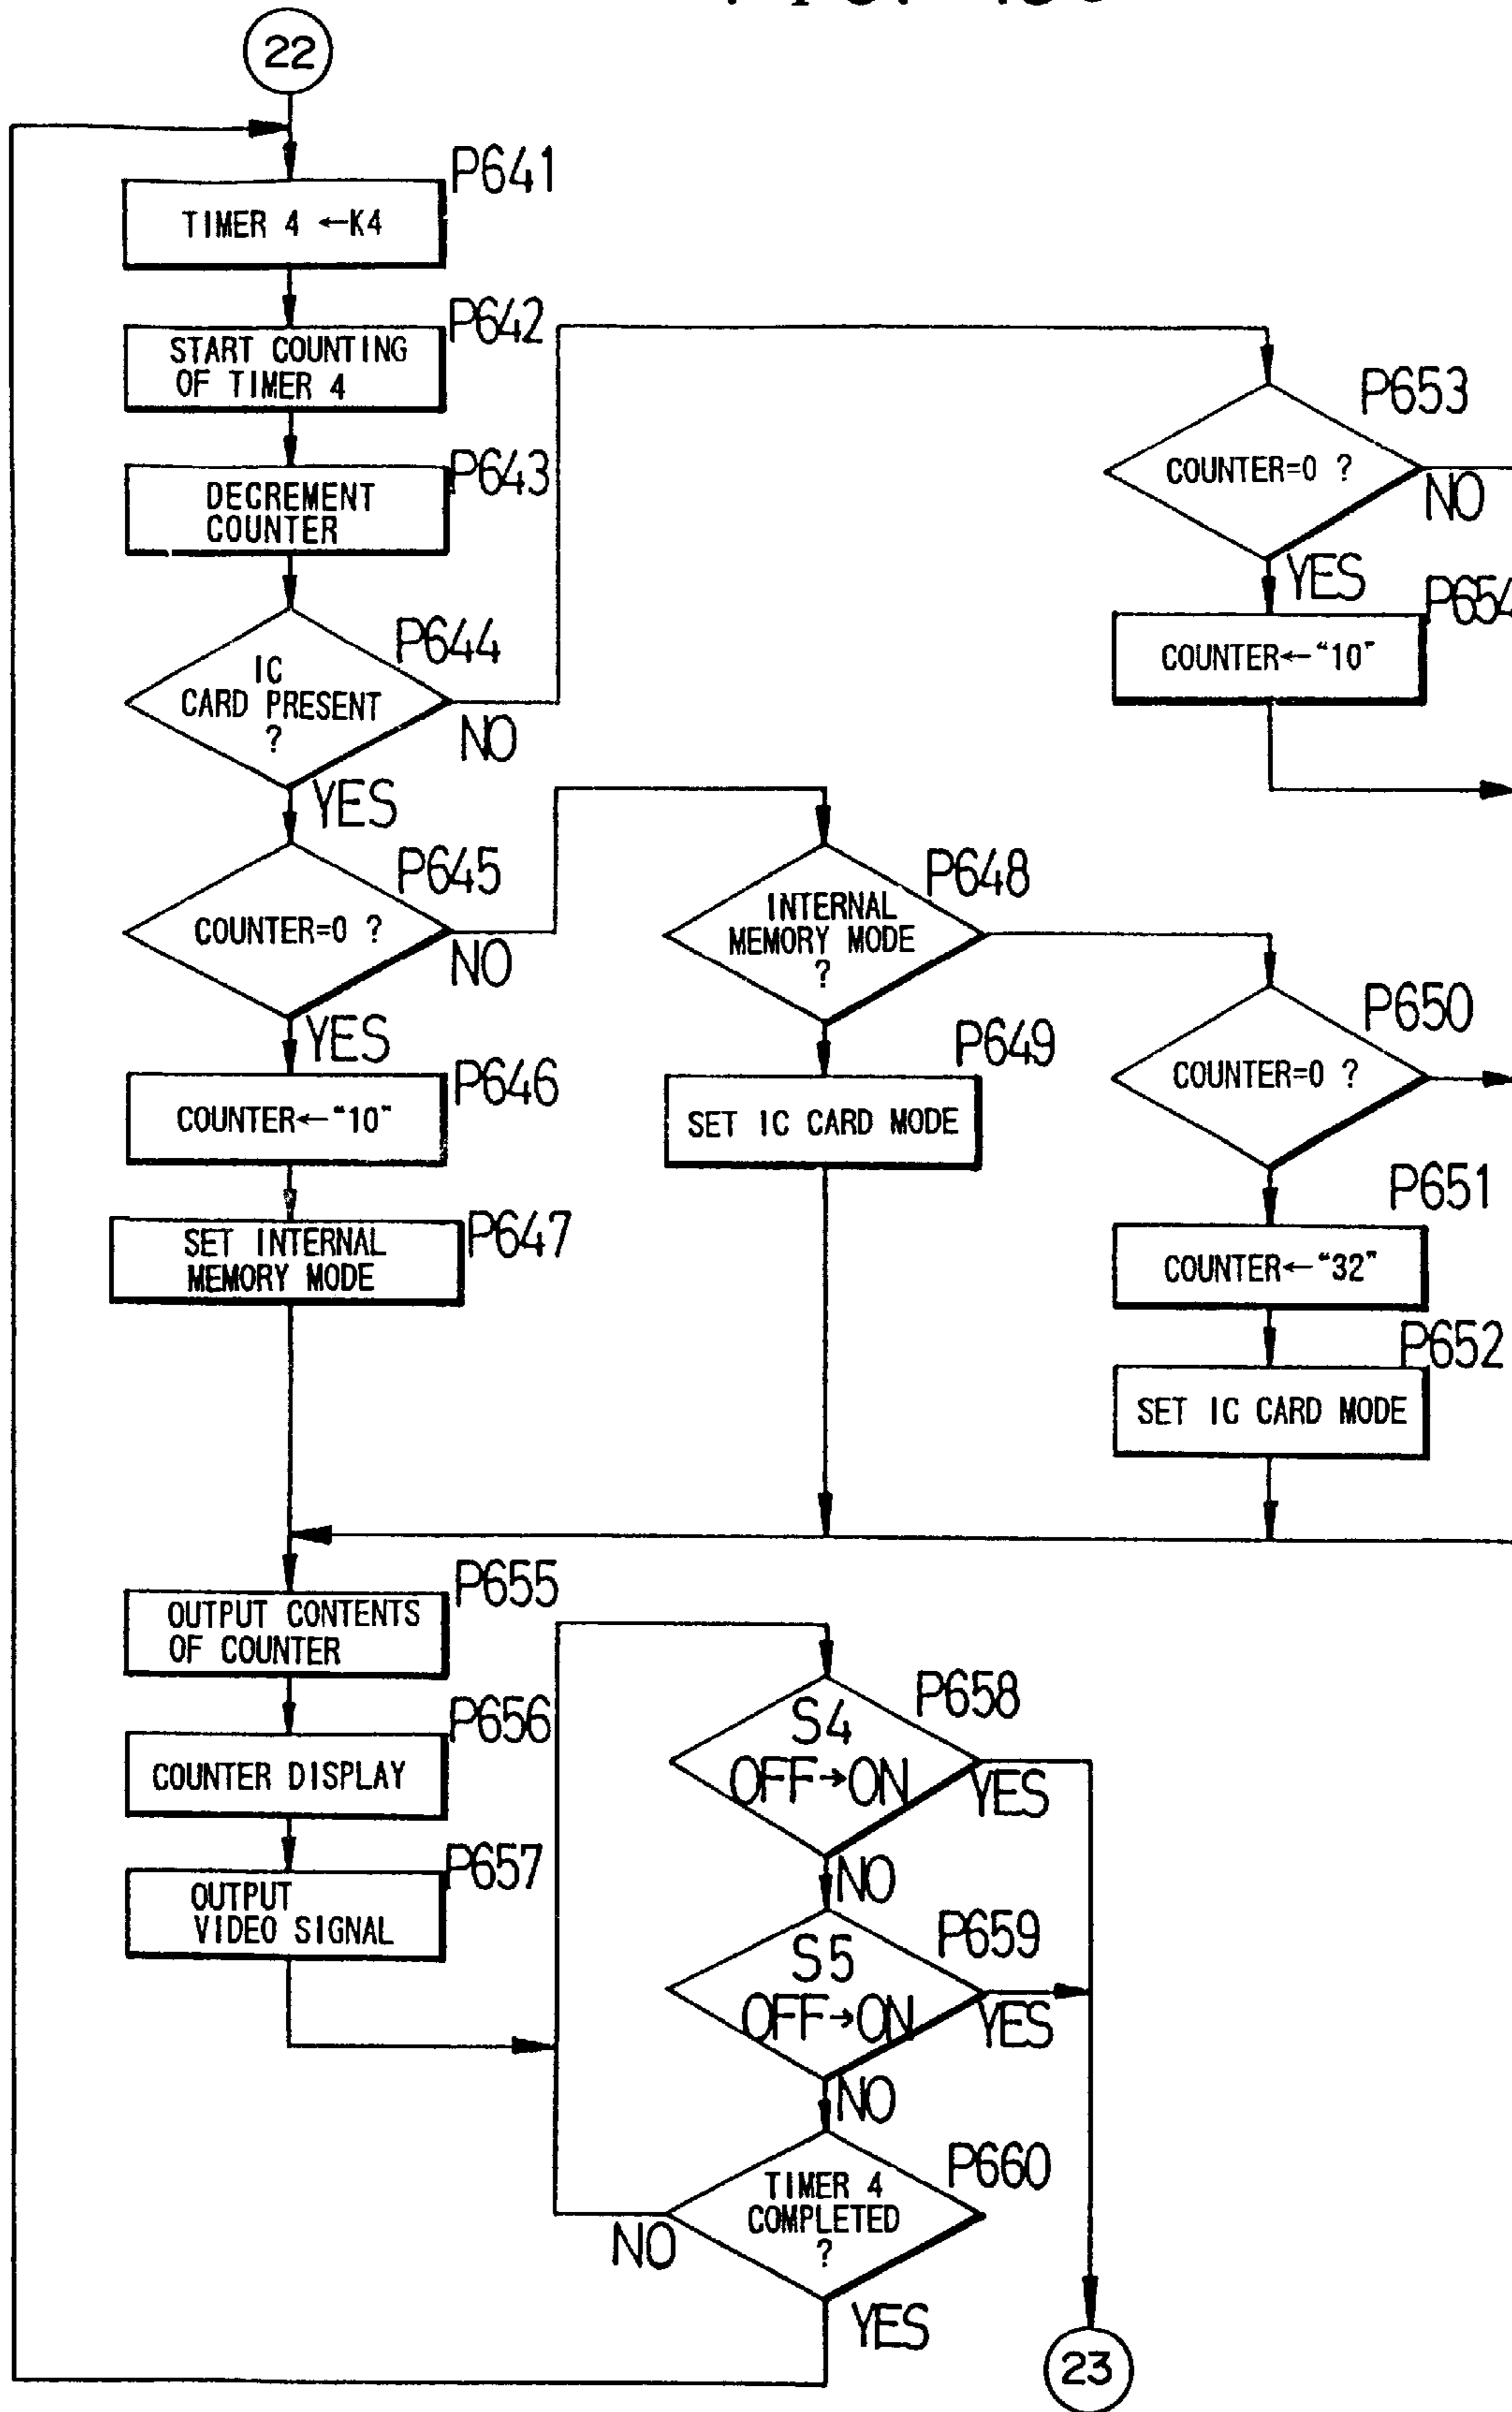 22
P641
TIMER 4 ←K4
P642
START COUNTING
OF TIMER 4
P643
DECREMENT
COUNTER
P644
IC
CARD PRESENT
?
NO
YES
P653
COUNTER=0 ?
NO
YES
P654
COUNTER←"10"
P645
COUNTER=0 ?
NO
YES
P646
COUNTER←"10"
P647
SET INTERNAL
MEMORY MODE
P648
INTERNAL
MEMORY MODE
?
P649
SET IC CARD MODE
P650
COUNTER=0 ?
P651
COUNTER←"32"
P652
SET IC CARD MODE
P655
OUTPUT CONTENTS
OF COUNTER
P656
COUNTER DISPLAY
P657
OUTPUT
VIDEO SIGNAL
P658
S4
OFF→ON
YES
NO
P659
S5
OFF→ON
YES
NO
P660
TIMER 4
COMPLETED
?
NO
YES
23